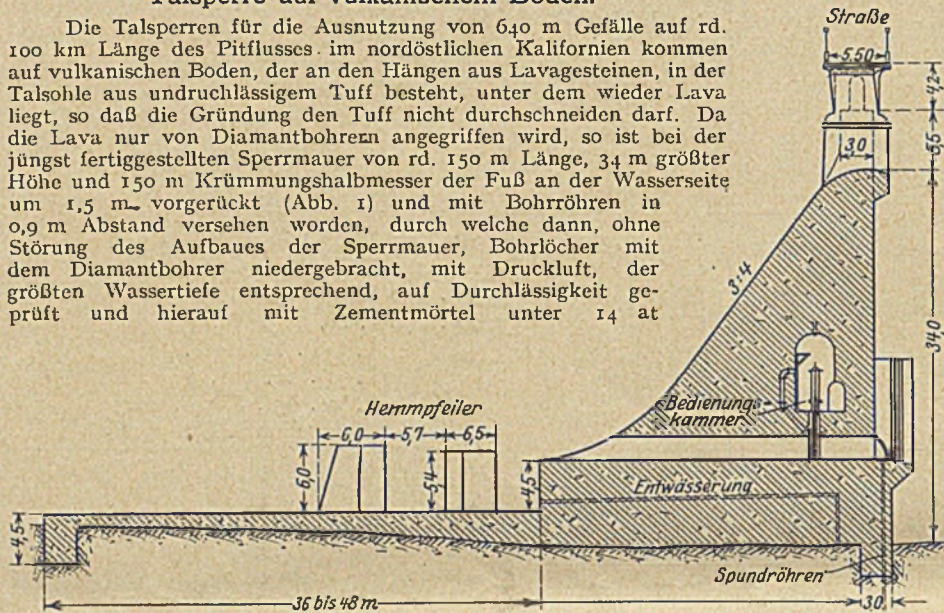 Talsperre auf vulkanischem Boden.
Die Talsperren für die Ausnutzung von 640 m Gefälle auf rd.
100 km Länge des Pitflusses im nordöstlichen Kalifornien kommen
auf vulkanischen Boden, der an den Hängen aus Lavagesteinen, in der
Talsohle aus undruchlässigem Tuff besteht, unter dem wieder Lava
liegt, so daß die Gründung den Tuff nicht durchschneiden darf. Da
die Lava nur von Diamantbohrern angegriffen wird, so ist bei der
jüngst fertiggestellten Sperrmauer von rd. 150 m Länge, 34 m größter
Höhe und 150 m Krümmungshalbmesser der Fuß an der Wasserseite
um 1,5 m vorgerückt (Abb. 1) und mit Bohrröhren in
0,9 m Abstand versehen worden, durch welche dann, ohne
Störung des Aufbaues der Sperrmauer, Bohrlöcher mit
dem Diamantbohrer niedergebracht, mit Druckluft, der
größten Wassertiefe entsprechend, auf Durchlässigkeit ge-
prüft und hierauf mit Zementmörtel unter 14 at
Straße
5,50
4,2
5,5
3,0
3:4
34,0
Hemmpfeiler
6,0 5,7 6,5
6,0
5,4
4,5
Bedienungs
kammer
Entwässerung
4,5
Spundröhren
36 bis 48 m
3,0